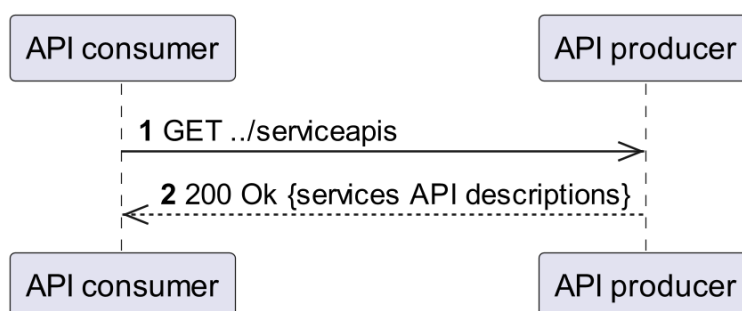 API consumer
API producer
1 GET ../serviceapis
2 200 Ok {services API descriptions}
API consumer
API producer